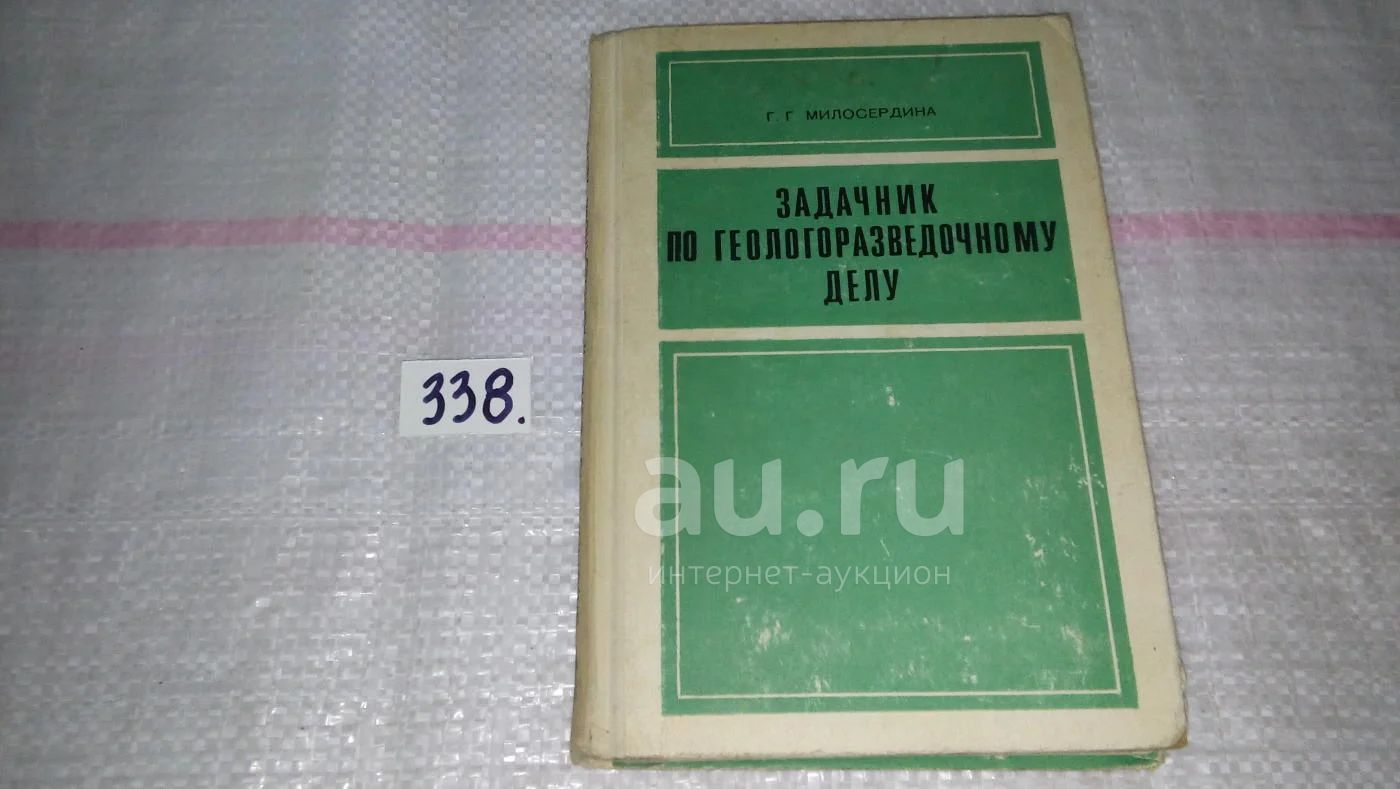 Г. Г МИЛОСЕРДИНА
ЗАДАЧНИК
ПО ГЕОЛОГОРАЗВЕДОЧНОМУ
ДЕЛУ
338.
au.ru
интернет-аукцион